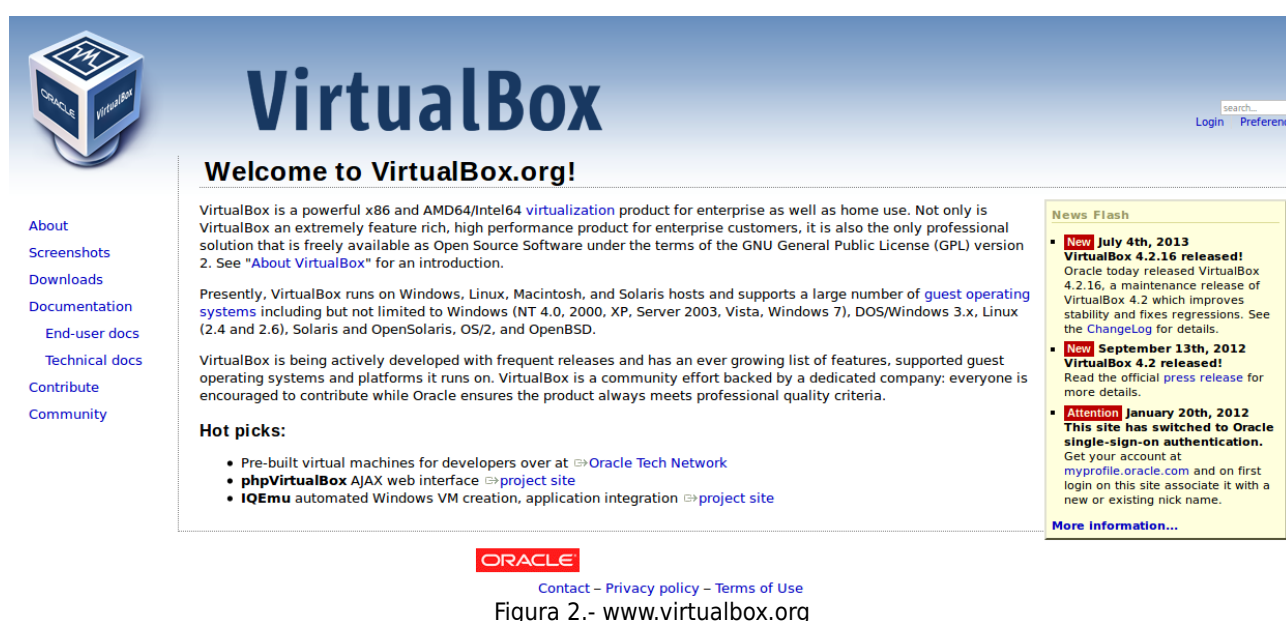 ORACLE
VirtualBox
VirtualBox
search...
Login Preferenc
Welcome to VirtualBox.org!
About
Screenshots
Downloads
Documentation
End-user docs
Technical docs
Contribute
Community
VirtualBox is a powerful x86 and AMD64/Intel64 virtualization product for enterprise as well as home use. Not only is
VirtualBox an extremely feature rich, high performance product for enterprise customers, it is also the only professional
solution that is freely available as Open Source Software under the terms of the GNU General Public License (GPL) version
2. See "About VirtualBox" for an introduction.
Presently, VirtualBox runs on Windows, Linux, Macintosh, and Solaris hosts and supports a large number of guest operating
systems including but not limited to Windows (NT 4.0, 2000, XP, Server 2003, Vista, Windows 7), DOS/Windows 3.x, Linux
(2.4 and 2.6), Solaris and OpenSolaris, OS/2, and OpenBSD.
VirtualBox is being actively developed with frequent releases and has an ever growing list of features, supported guest
operating systems and platforms it runs on. VirtualBox is a community effort backed by a dedicated company: everyone is
encouraged to contribute while Oracle ensures the product always meets professional quality criteria.
Hot picks:
• Pre-built virtual machines for developers over at Oracle Tech Network
• phpVirtualBox AJAX web interface project site
• IQEmu automated Windows VM creation, application integration project site
News Flash
New July 4th, 2013
VirtualBox 4.2.16 released!
Oracle today released VirtualBox
4.2.16, a maintenance release of
VirtualBox 4.2 which improves
stability and fixes regressions. See
the ChangeLog for details.
New September 13th, 2012
VirtualBox 4.2 released!
Read the official press release for
more details.
Attention January 20th, 2012
This site has switched to Oracle
single-sign-on authentication.
Get your account at
myprofile.oracle.com and on first
login on this site associate it with a
new or existing nick name.
More information...
ORACLE
Contact – Privacy policy – Terms of Use
Figura 2.- www.virtualbox.org